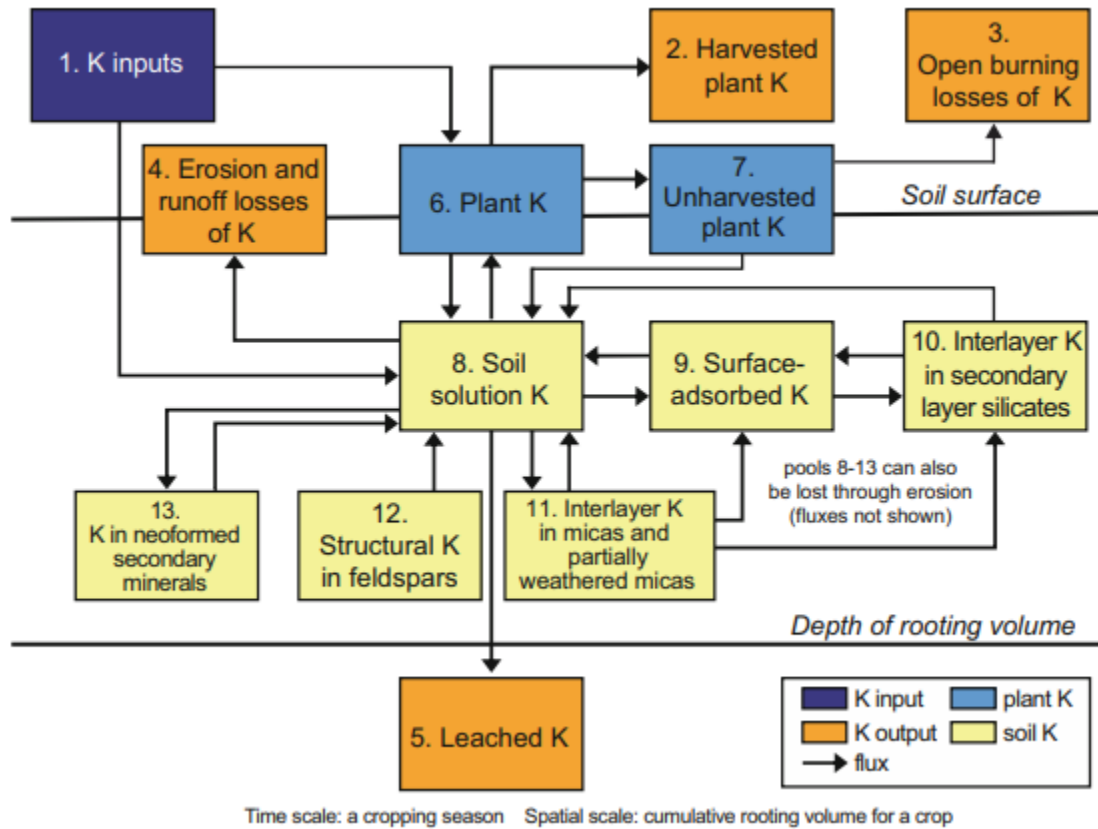 1. K inputs
2. Harvested
plant K
3.
Open burning
losses of K
4. Erosion and
runoff losses
of K
6. Plant K
7.
Unharvested
plant K
Soil surface
8. Soil
solution K
9. Surface-
adsorbed K
10. Interlayer K
in secondary
layer silicates
pools 8-13 can also
be lost through erosion
(fluxes not shown)
13.
K in neoformed
secondary
minerals
12.
Structural K
in feldspars
11. Interlayer K
in micas and
partially
weathered micas
Depth of rooting volume
5. Leached K
K input
plant K
K output
soil K
flux
Time scale: a cropping season Spatial scale: cumulative rooting volume for a crop